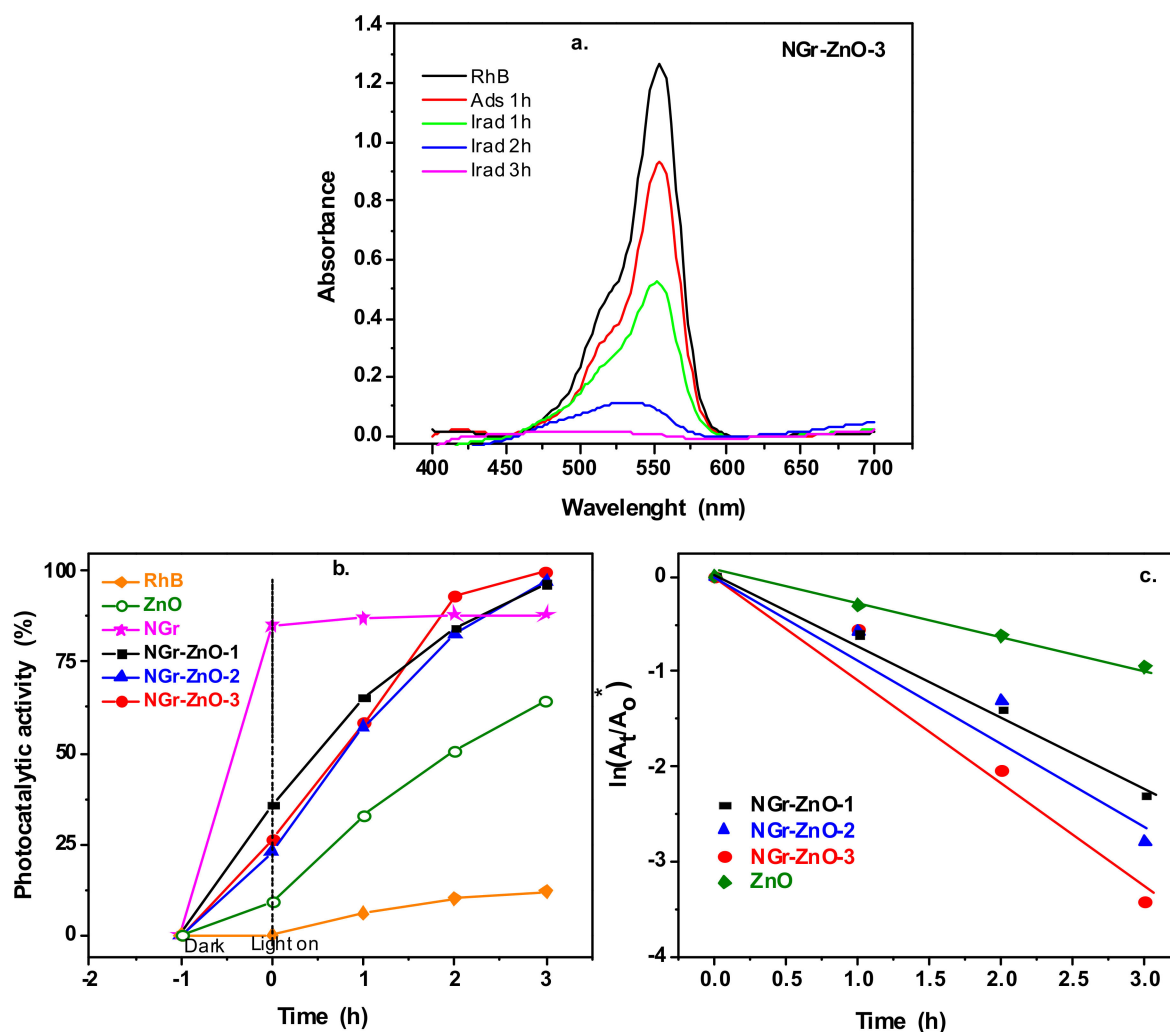 a.
NGr-ZnO-3
RhB
Ads 1h
Irad 1h
Irad 2h
Irad 3h
1.4
1.2
1.0
0.8
0.6
0.4
0.2
0.0
Absorbance
400 450 500 550 600 650 700
Wavelenght (nm)
b.
RhB
ZnO
NGr
NGr-ZnO-1
NGr-ZnO-2
NGr-ZnO-3
100
75
50
25
0
Photocatalytic activity (%)
Dark Light on
-2 -1 0 1 2 3
Time (h)
c.
0
-1
-2
-3
-4
ln(At/Ao*)
NGr-ZnO-1
NGr-ZnO-2
NGr-ZnO-3
ZnO
0.0 0.5 1.0 1.5 2.0 2.5 3.0
Time (h)